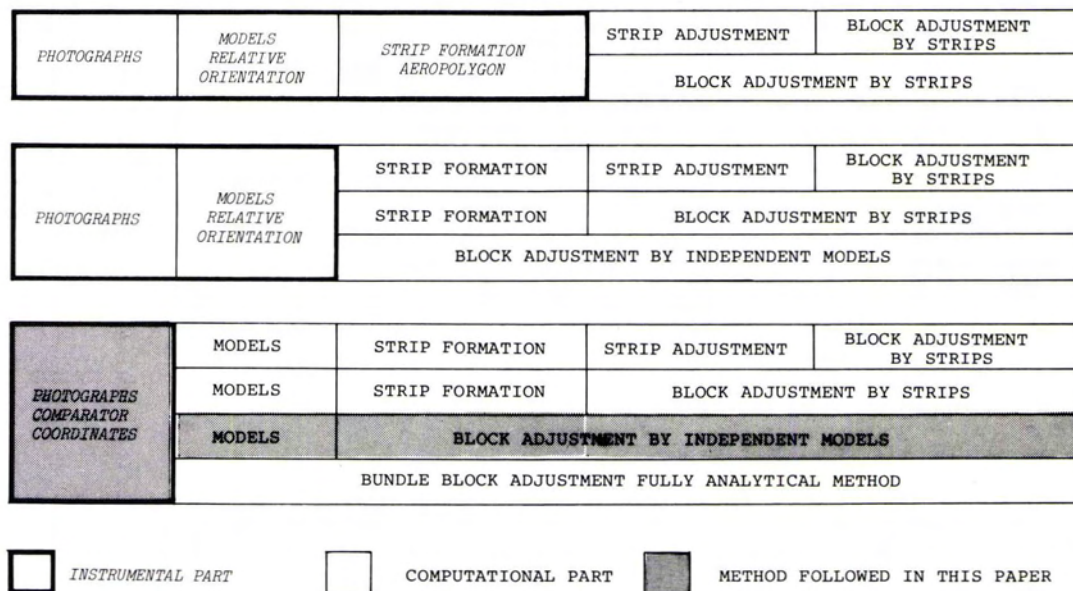 PHOTOGRAPHS
MODELS
RELATIVE
ORIENTATION
STRIP FORMATION
AEROPOLYGON
STRIP ADJUSTMENT
BLOCK ADJUSTMENT
BY STRIPS
BLOCK ADJUSTMENT BY STRIPS
PHOTOGRAPHS
MODELS
RELATIVE
ORIENTATION
STRIP FORMATION
STRIP ADJUSTMENT
BLOCK ADJUSTMENT
BY STRIPS
STRIP FORMATION
BLOCK ADJUSTMENT BY STRIPS
BLOCK ADJUSTMENT BY INDEPENDENT MODELS
PHOTOGRAPHS
COMPARATOR
COORDINATES
MODELS
STRIP FORMATION
STRIP ADJUSTMENT
BLOCK ADJUSTMENT
BY STRIPS
MODELS
STRIP FORMATION
BLOCK ADJUSTMENT BY STRIPS
MODELS
BLOCK ADJUSTMENT BY INDEPENDENT MODELS
BUNDLE BLOCK ADJUSTMENT FULLY ANALYTICAL METHOD
INSTRUMENTAL PART
COMPUTATIONAL PART
METHOD FOLLOWED IN THIS PAPER